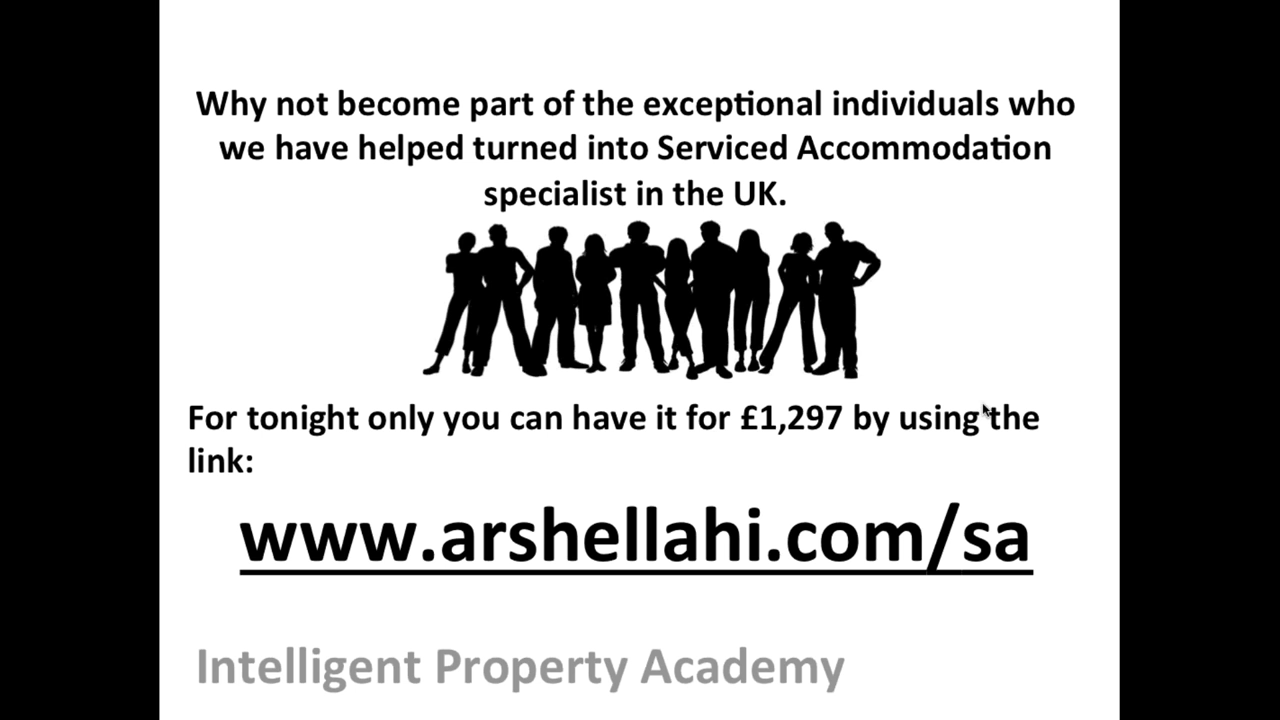 Why not become part of the exceptional individuals who
we have helped turned into Serviced Accommodation
specialist in the UK.
For tonight only you can have it for £1,297 by using the
link:
www.arshellahi.com/sa
Intelligent Property Academy